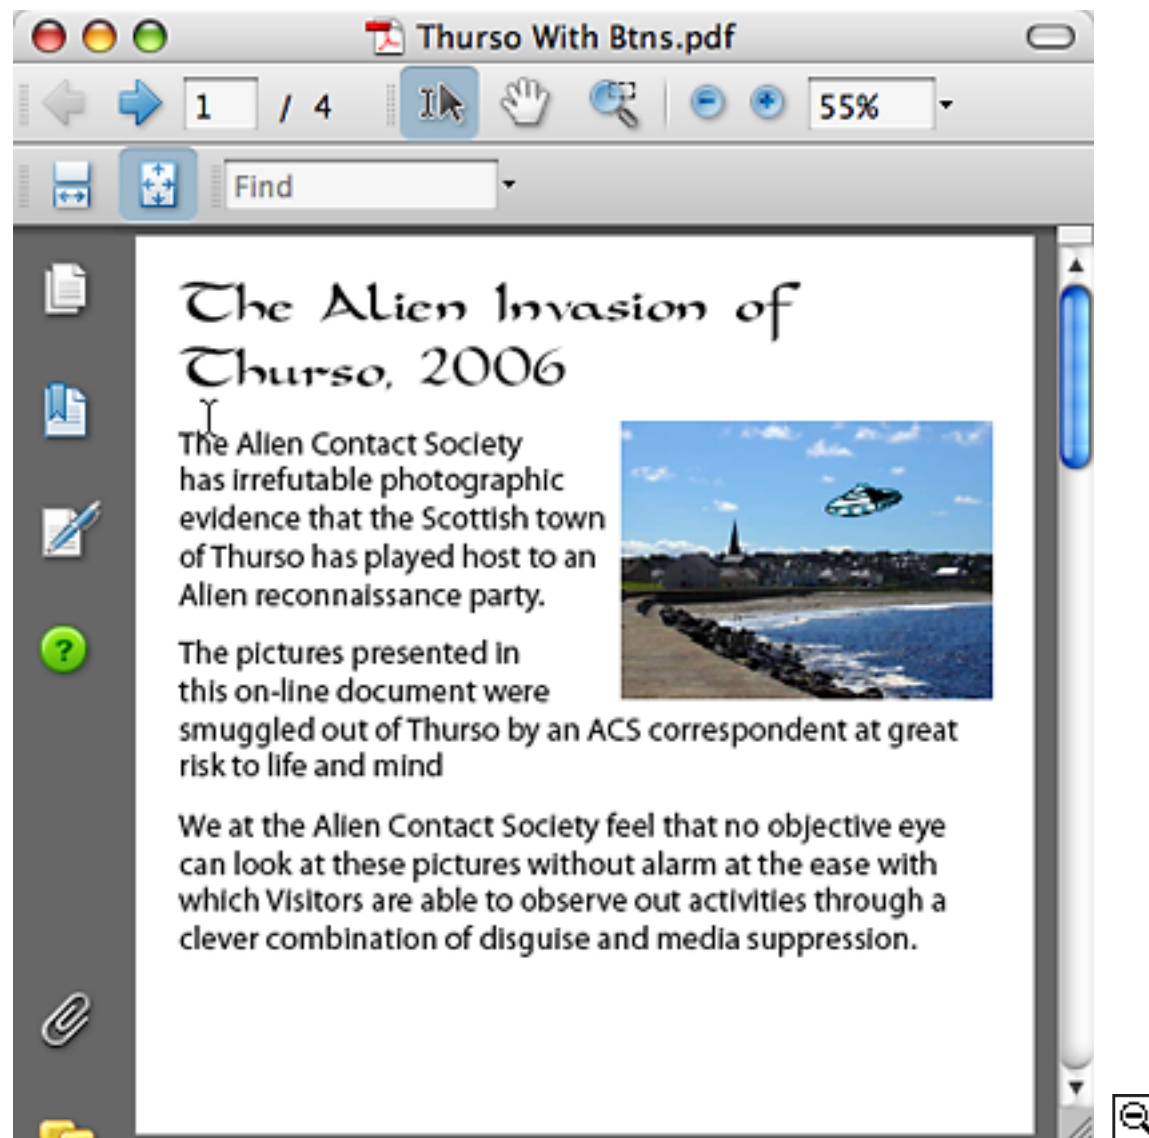 Thurso With Btns.pdf
1 / 4 55%
Find
The Alien Invasion of
Thurso, 2006
The Alien Contact Society
has irrefutable photographic
evidence that the Scottish town
of Thurso has played host to an
Alien reconnaissance party.
The pictures presented in
this on-line document were
smuggled out of Thurso by an ACS correspondent at great
risk to life and mind
We at the Alien Contact Society feel that no objective eye
can look at these pictures without alarm at the ease with
which Visitors are able to observe out activities through a
clever combination of disguise and media suppression.